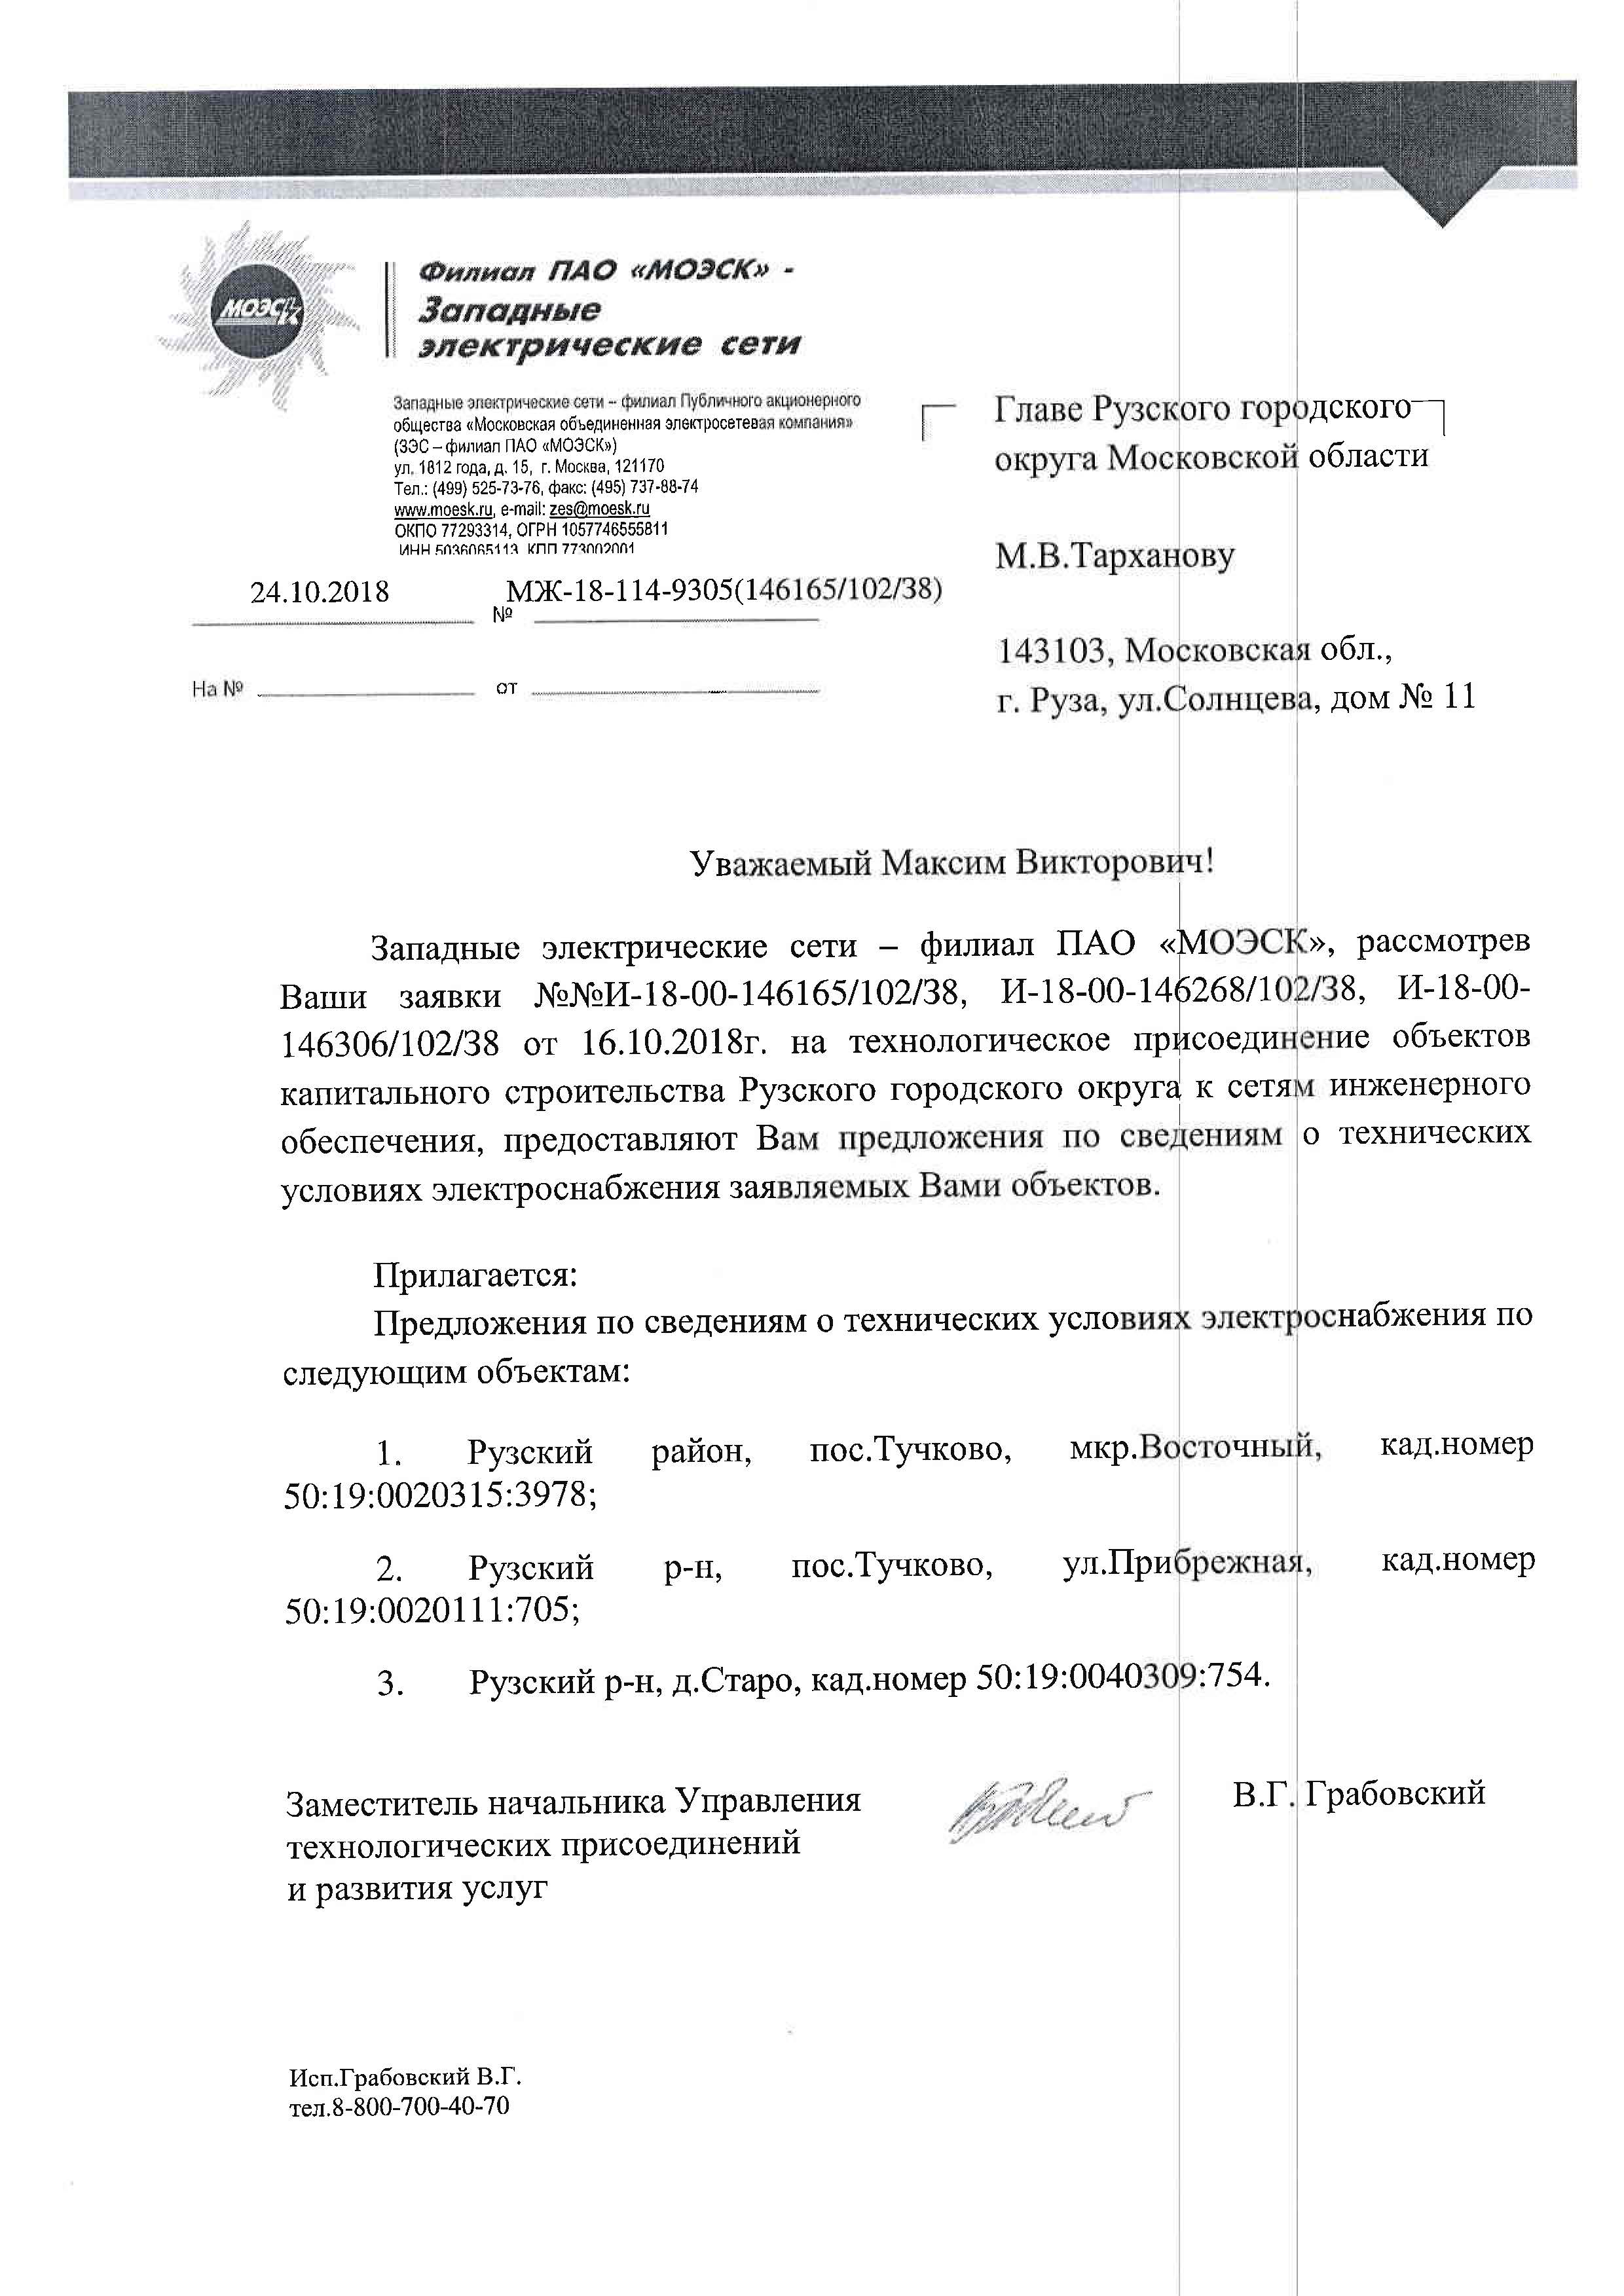 МОЭСК
Филиал ПАО «МОЭСК» -
Западные
электрические сети
Западные электрические сети – филиал Публичного акционерного
общества «Московская объединенная электросетевая компания»
(ЗЭС – филиал ПАО «МОЭСК»)
ул. 1812 года, д. 15, г. Москва, 121170
Тел.: (499) 525-73-76, факс: (495) 737-88-74
www.moesk.ru, e-mail: zes@moesk.ru
ОКПО 77293314, ОГРН 1057746555811
ИНН 5036065113 КПП 773002001
24.10.2018 № МЖ-18-114-9305(146165/102/38)
На № от
Главе Рузского городского
округа Московской области
М.В.Тарханову
143103, Московская обл.,
г. Руза, ул.Солнцева, дом № 11
Уважаемый Максим Викторович!
Западные электрические сети – филиал ПАО «МОЭСК», рассмотрев
Ваши заявки №№И-18-00-146165/102/38, И-18-00-146268/102/38, И-18-00-
146306/102/38 от 16.10.2018г. на технологическое присоединение объектов
капитального строительства Рузского городского округа к сетям инженерного
обеспечения, предоставляют Вам предложения по сведениям о технических
условиях электроснабжения заявляемых Вами объектов.
Прилагается:
Предложения по сведениям о технических условиях электроснабжения по
следующим объектам:
1. Рузский район, пос.Тучково, мкр.Восточный, кад.номер
50:19:0020315:3978;
2. Рузский р-н, пос.Тучково, ул.Прибрежная, кад.номер
50:19:0020111:705;
3. Рузский р-н, д.Старо, кад.номер 50:19:0040309:754.
Заместитель начальника Управления
технологических присоединений
и развития услуг
В.Г. Грабовский
Исп.Грабовский В.Г.
тел.8-800-700-40-70